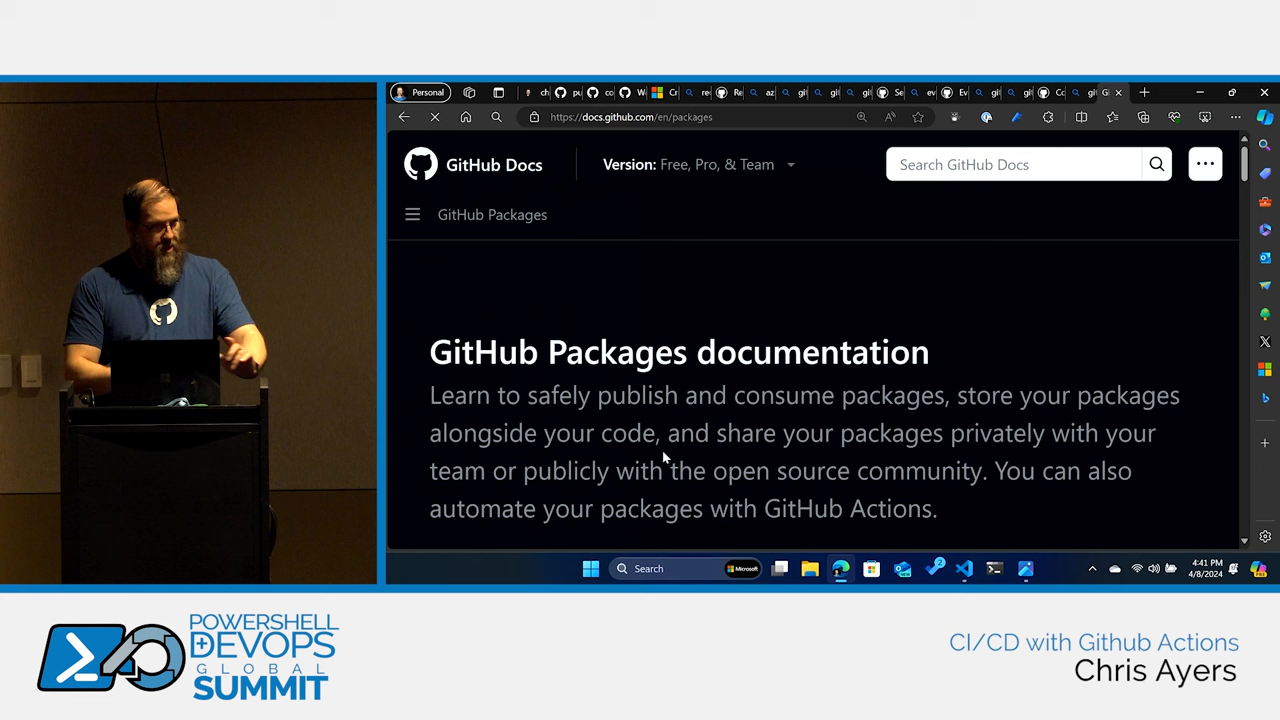 Personal
https://docs.github.com/en/packages
GitHub Docs
Version: Free, Pro, & Team
Search GitHub Docs
GitHub Packages
GitHub Packages documentation
Learn to safely publish and consume packages, store your packages
alongside your code, and share your packages privately with your
team or publicly with the open source community. You can also
automate your packages with GitHub Actions.
Search
Microsoft
4:41 PM
4/8/2024
POWERSHELL
+DEVOPS
GLOBAL
SUMMIT
CI/CD with Github Actions
Chris Ayers